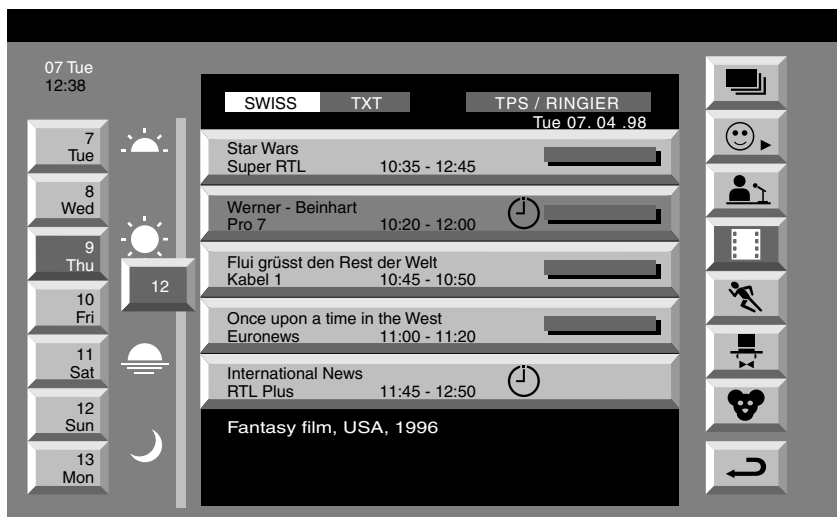 07 Tue
12:38
7
Tue
8
Wed
9
Thu
10
Fri
11
Sat
12
Sun
13
Mon
12
SWISS TXT TPS / RINGIER
Tue 07. 04 .98
Star Wars
Super RTL 10:35 - 12:45
Werner - Beinhart
Pro 7 10:20 - 12:00
Flui grüsst den Rest der Welt
Kabel 1 10:45 - 10:50
Once upon a time in the West
Euronews 11:00 - 11:20
International News
RTL Plus 11:45 - 12:50
Fantasy film, USA, 1996